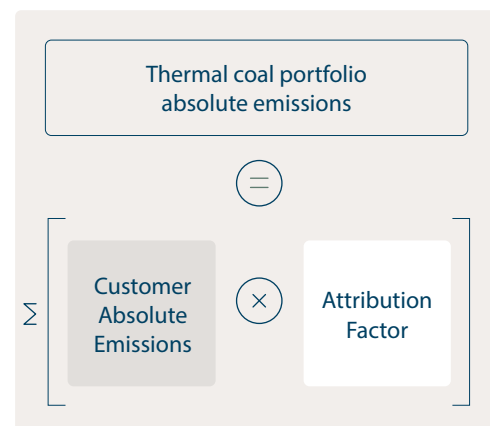 Thermal coal portfolio
absolute emissions
=
Σ
Customer
Absolute
Emissions
×
Attribution
Factor